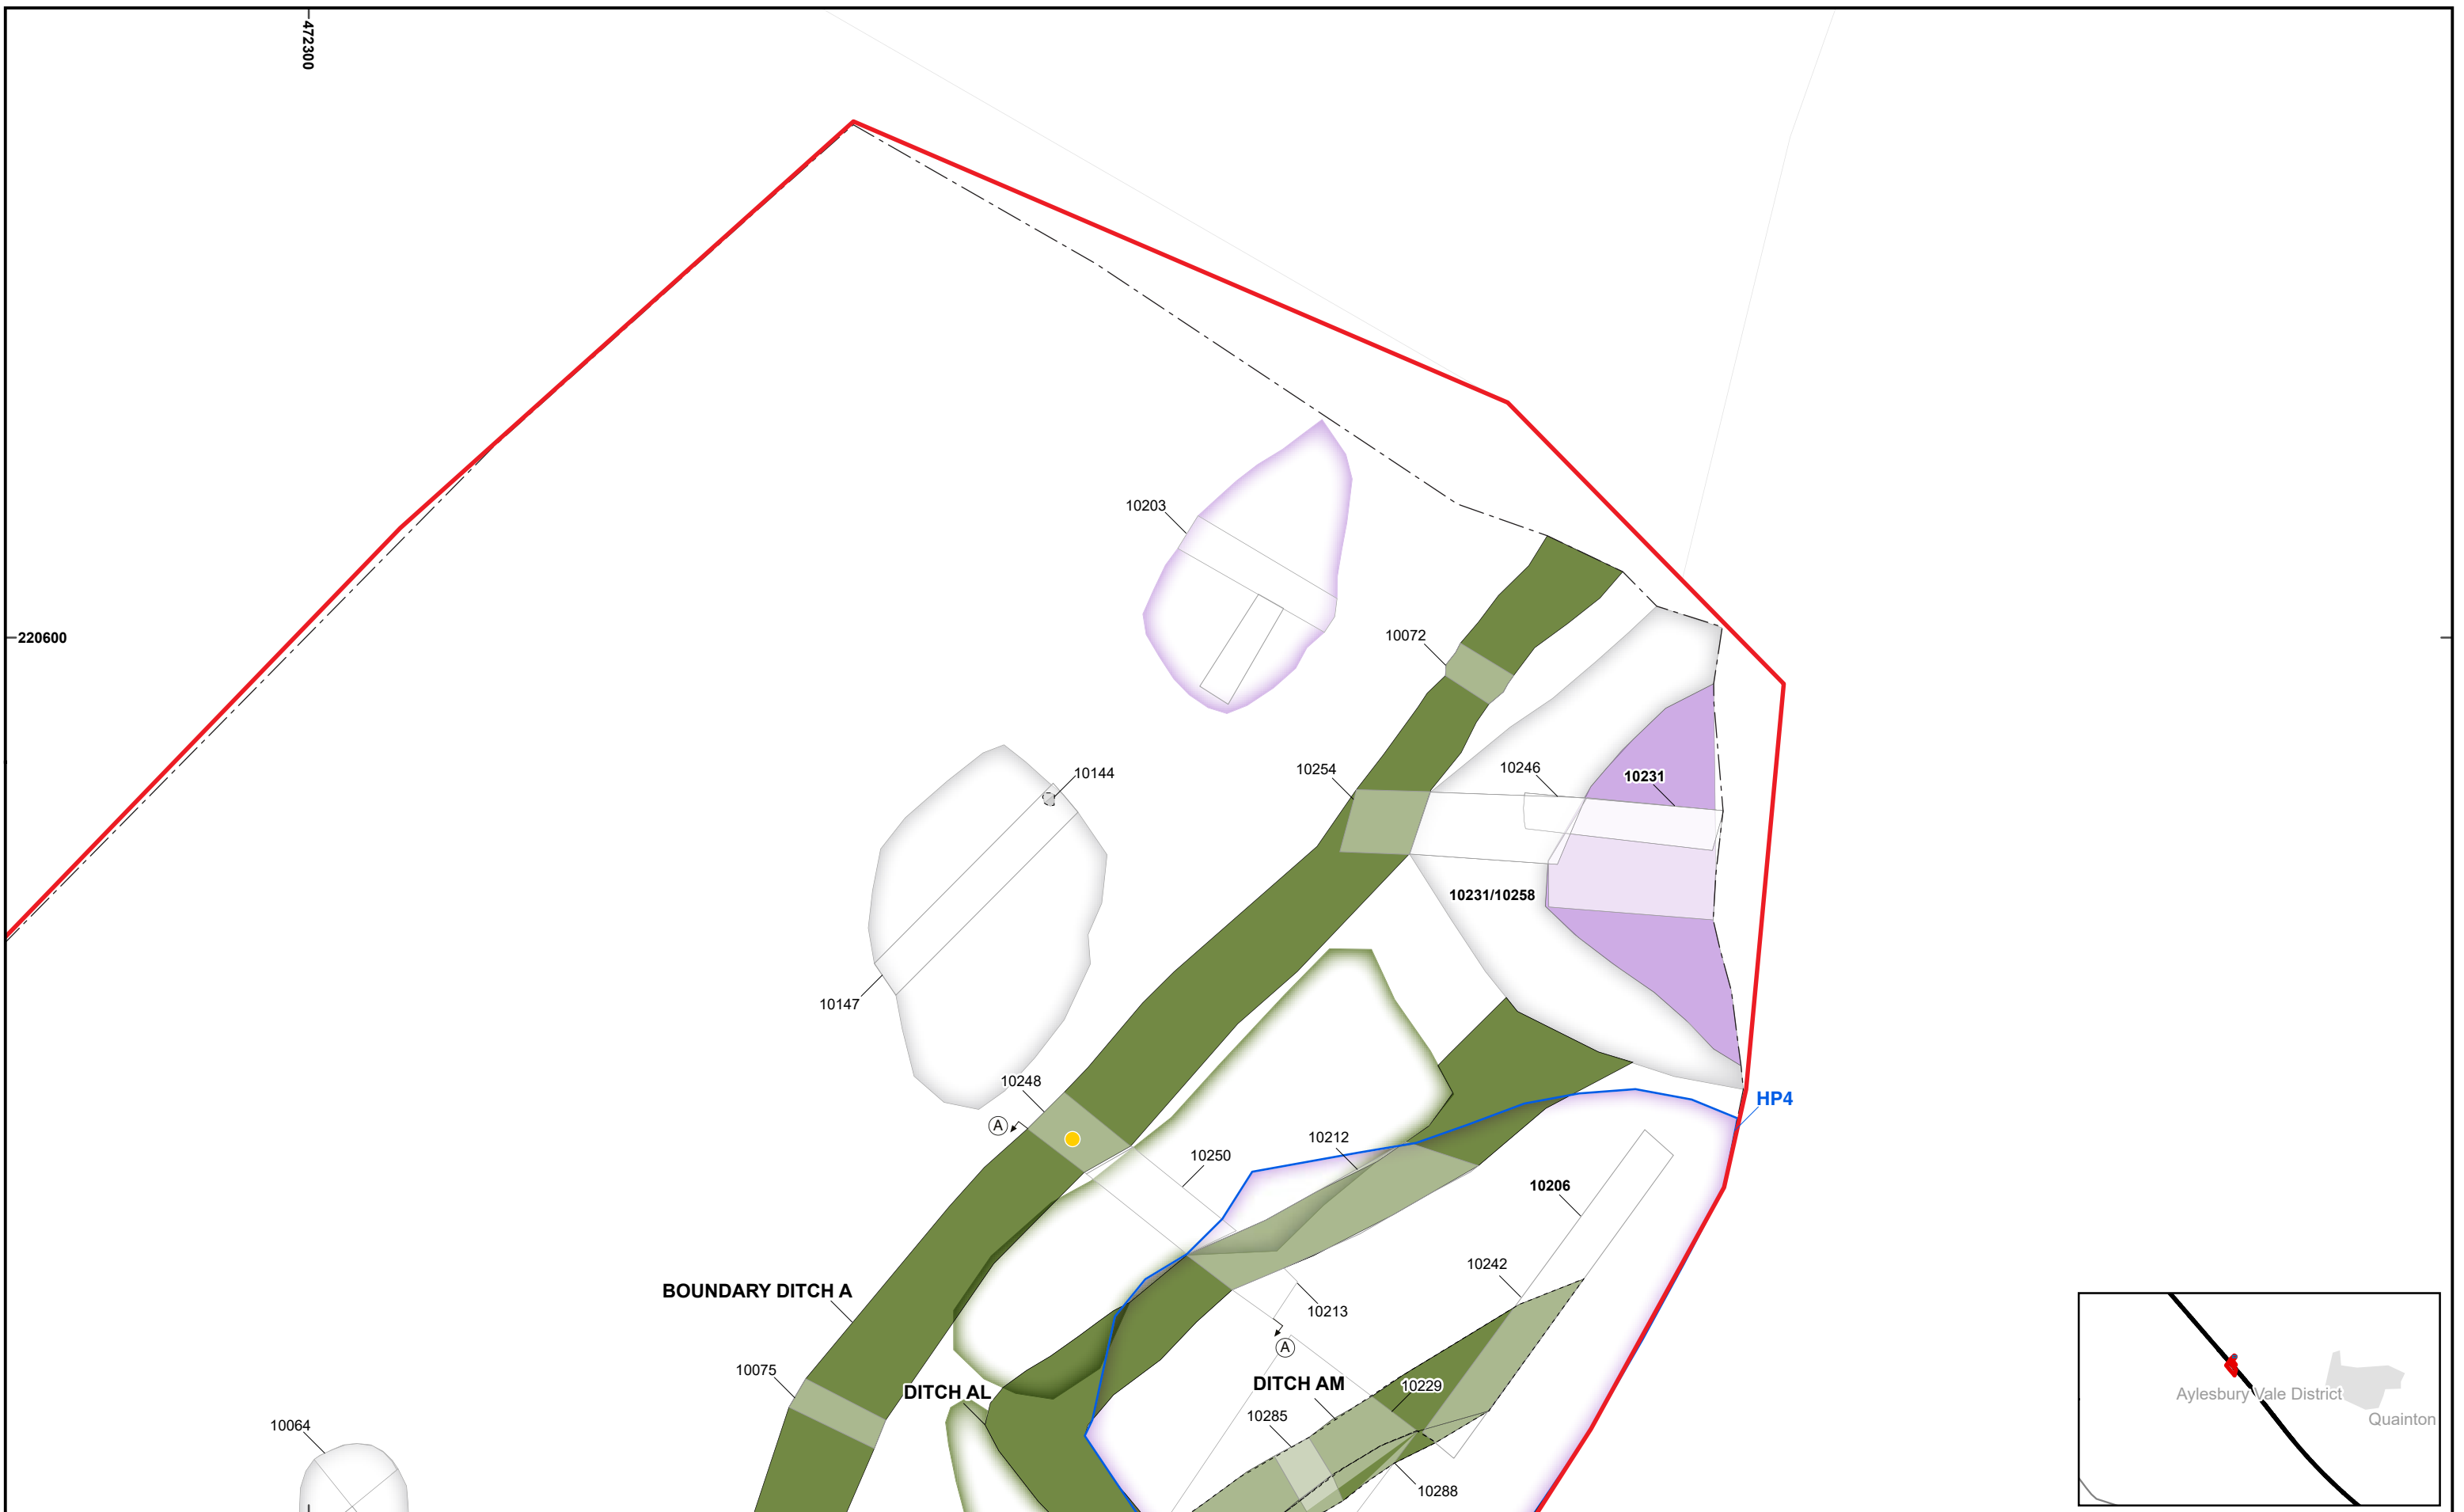 472300
10203
10072
220600
10254
10246
10231
10144
10231/10258
10147
10248
A
HP4
10212
10250
10206
10242
BOUNDARY DITCH A
10213
A
10075
DITCH AL
DITCH AM
10229
10285
10064
10288
Aylesbury Vale District
Quainton